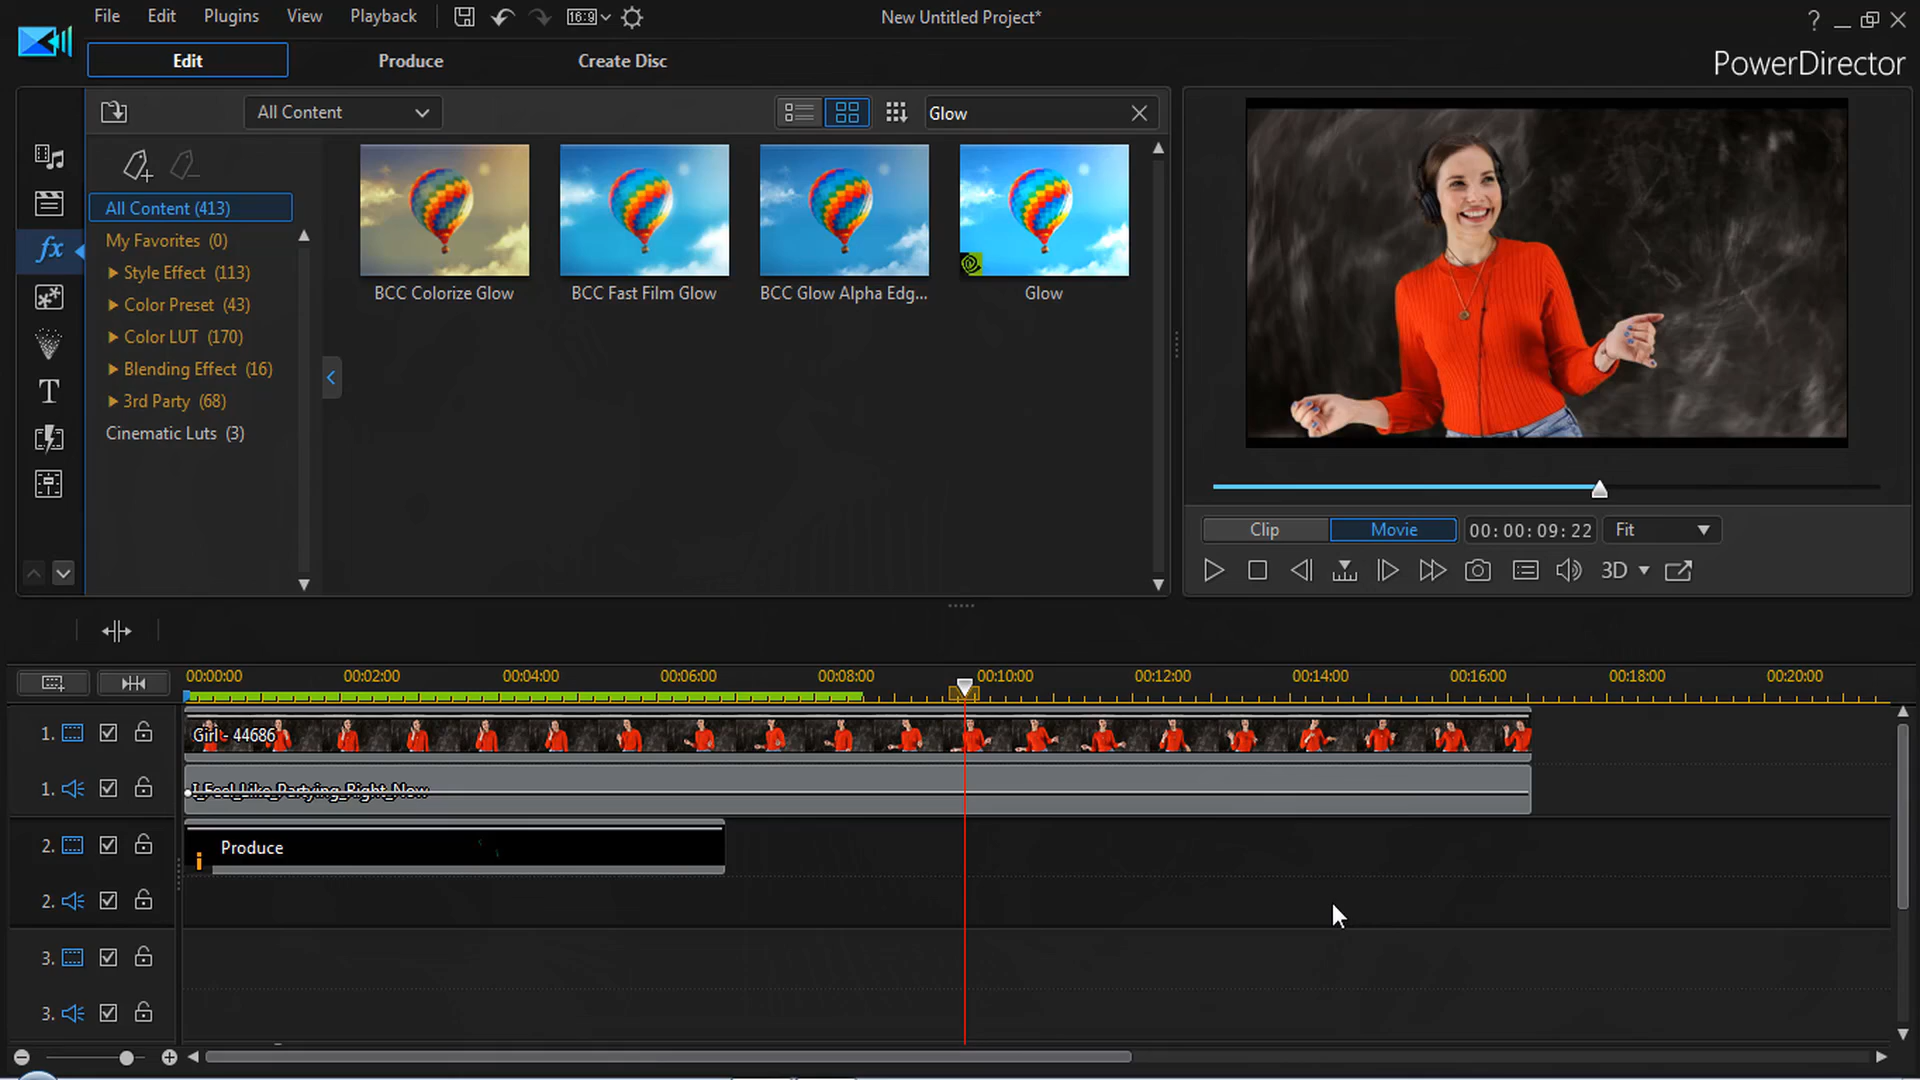 File Edit Plugins View Playback 16:9 New Untitled Project* ?
Edit Produce Create Disc PowerDirector
All Content Glow
All Content (413)
My Favorites (0)
Style Effect (113)
Color Preset (43)
Color LUT (170)
Blending Effect (16)
3rd Party (68)
Cinematic Luts (3)
fx
T
BCC Colorize Glow BCC Fast Film Glow BCC Glow Alpha Edg... Glow
Clip Movie 00:00:09:22 Fit
3D
00:00:00 00:02:00 00:04:00 00:06:00 00:08:00 00:10:00 00:12:00 00:14:00 00:16:00 00:18:00 00:20:00
1. Girl - 44686
1. I_Feel_Like_Partying_Right_Now
2. i Produce
2.
3.
3.